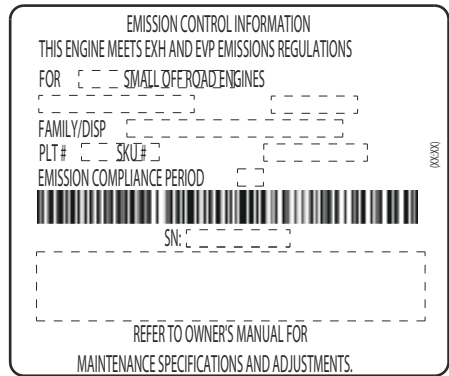 EMISSION CONTROL INFORMATION
THIS ENGINE MEETS EXH AND EVP EMISSIONS REGULATIONS
FOR SMALL OFF ROAD ENGINES
FAMILY/DISP
PLT # SKU #
(XX:XX)
EMISSION COMPLIANCE PERIOD
SN:
REFER TO OWNER'S MANUAL FOR
MAINTENANCE SPECIFICATIONS AND ADJUSTMENTS.